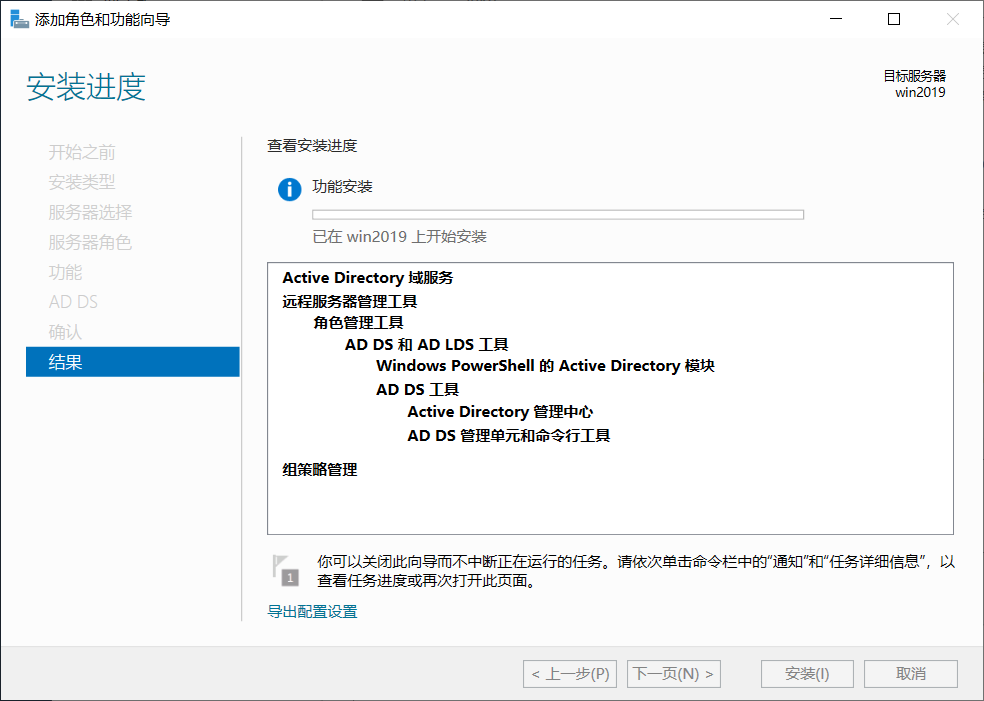 添加角色和功能向导
安装进度
目标服务器
win2019
开始之前
安装类型
服务器选择
服务器角色
功能
AD DS
确认
结果
查看安装进度
功能安装
已在 win2019 上开始安装
Active Directory 域服务
远程服务器管理工具
角色管理工具
AD DS 和 AD LDS 工具
Windows PowerShell 的 Active Directory 模块
AD DS 工具
Active Directory 管理中心
AD DS 管理单元和命令行工具
组策略管理
1
你可以关闭此向导而不中断正在运行的任务。请依次单击命令栏中的“通知”和“任务详细信息”，以
查看任务进度或再次打开此页面。
导出配置设置
< 上一步(P)
下一页(N) >
安装(I)
取消